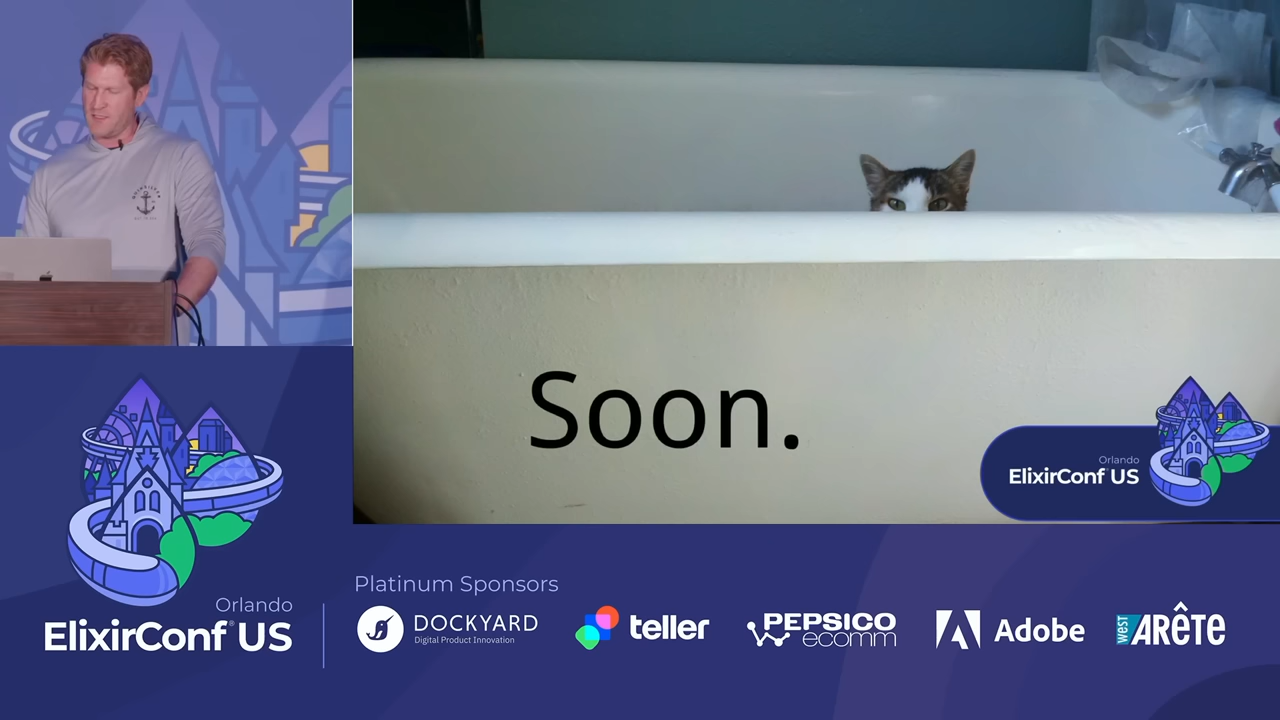 Soon.
Orlando
ElixirConf US
Orlando
ElixirConf® US
Platinum Sponsors
DOCKYARD
Digital Product Innovation
teller
PEPSICO
ecomm
Adobe
west ARÊTE